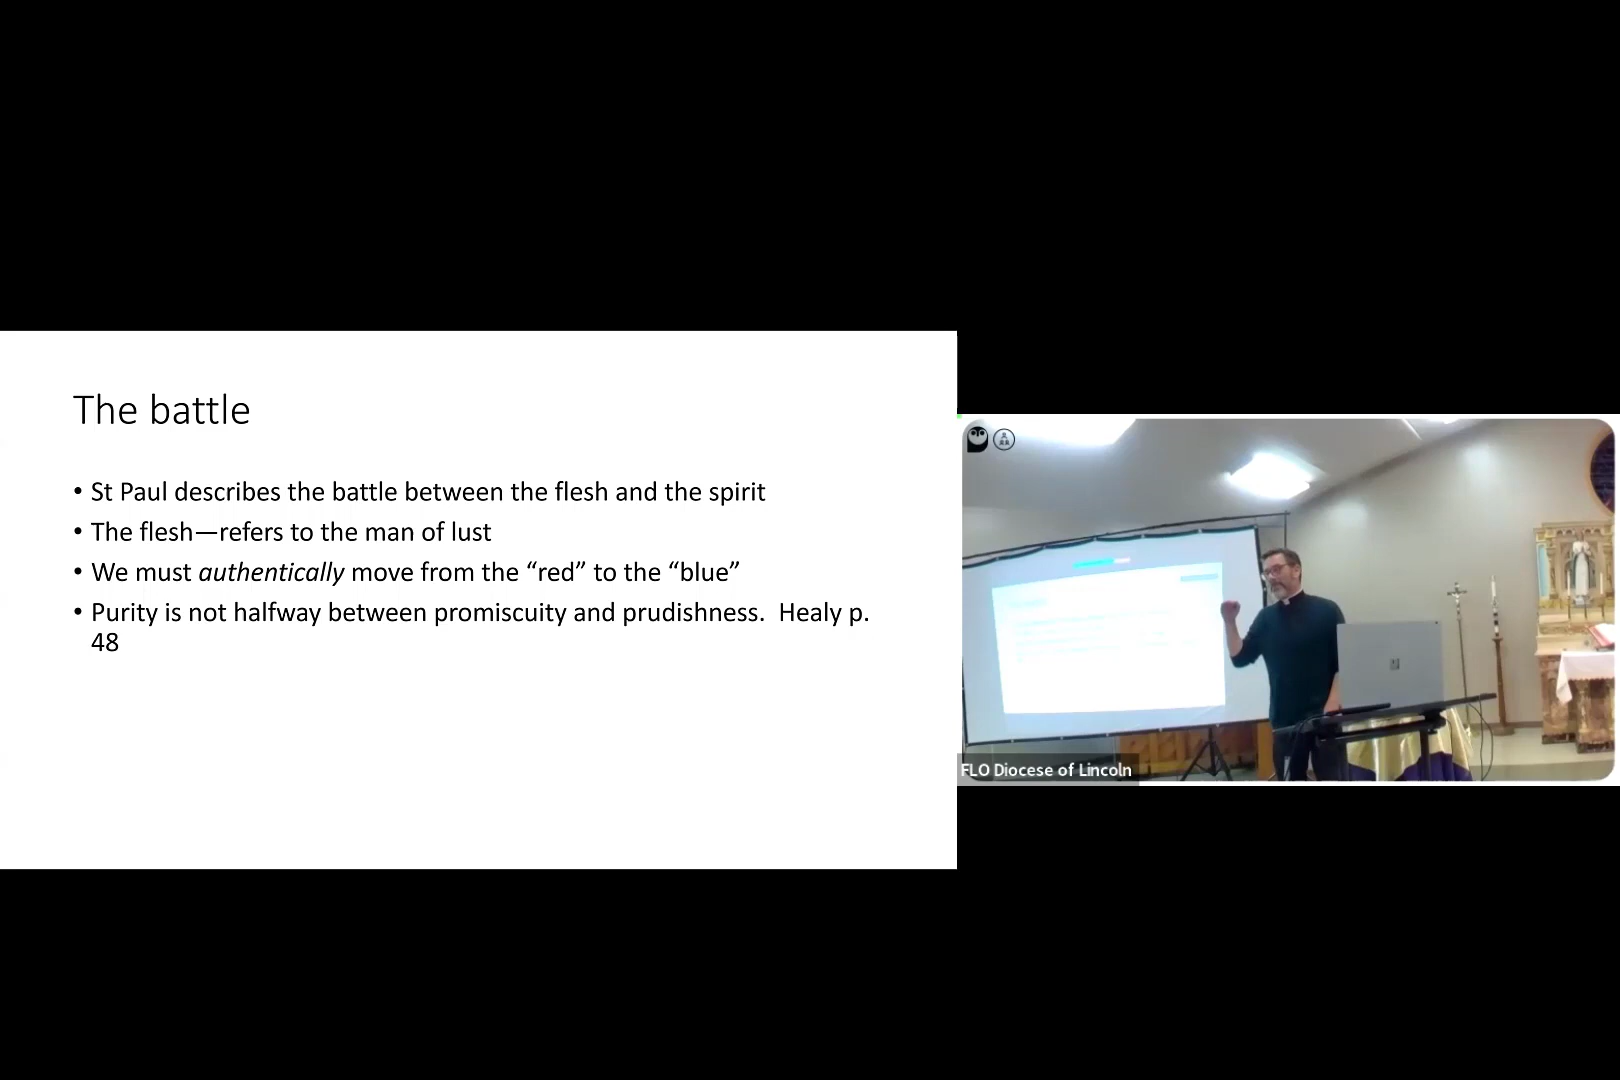 The battle
• St Paul describes the battle between the flesh and the spirit
• The flesh—refers to the man of lust
• We must authentically move from the “red” to the “blue”
• Purity is not halfway between promiscuity and prudishness.  Healy p.
48
FLO Diocese of Lincoln